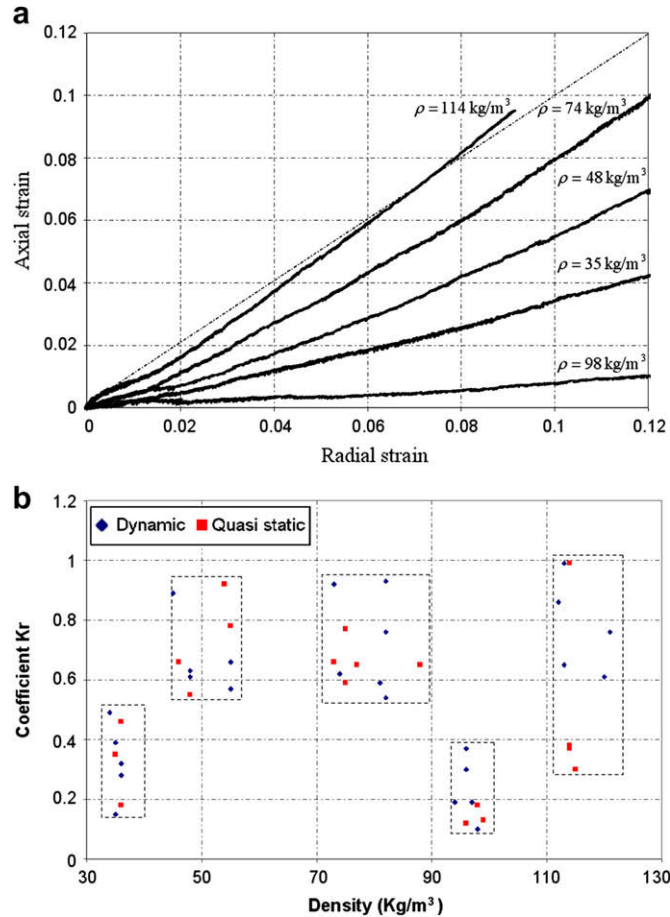 a
0.12
0.1
0.08
0.06
0.04
0.02
0
Axial strain
ρ = 114 kg/m³
ρ = 74 kg/m³
ρ = 48 kg/m³
ρ = 35 kg/m³
ρ = 98 kg/m³
0 0.02 0.04 0.06 0.08 0.1 0.12
Radial strain
b
1.2
1
0.8
0.6
0.4
0.2
0
Coefficient Kr
Dynamic Quasi static
30 50 70 90 110 130
Density (Kg/m³)